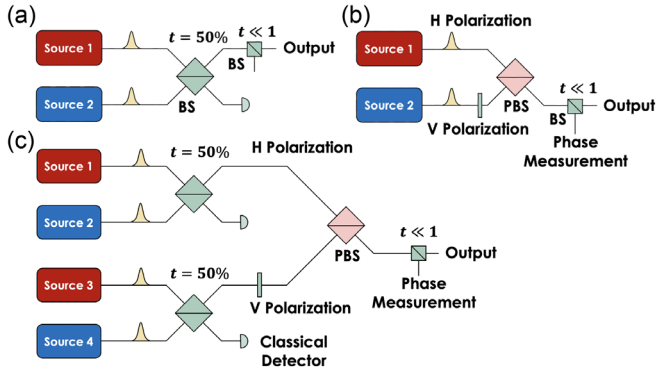 (a)
Source 1
t = 50%
t ≪ 1
Output
BS
Source 2
BS
(b)
H Polarization
Source 1
Source 2
PBS
t ≪ 1
Output
V Polarization
BS
Phase
Measurement
(c)
t = 50%
H Polarization
Source 1
Source 2
PBS
t ≪ 1
Output
Phase
Measurement
t = 50%
Source 3
V Polarization
Source 4
Classical
Detector